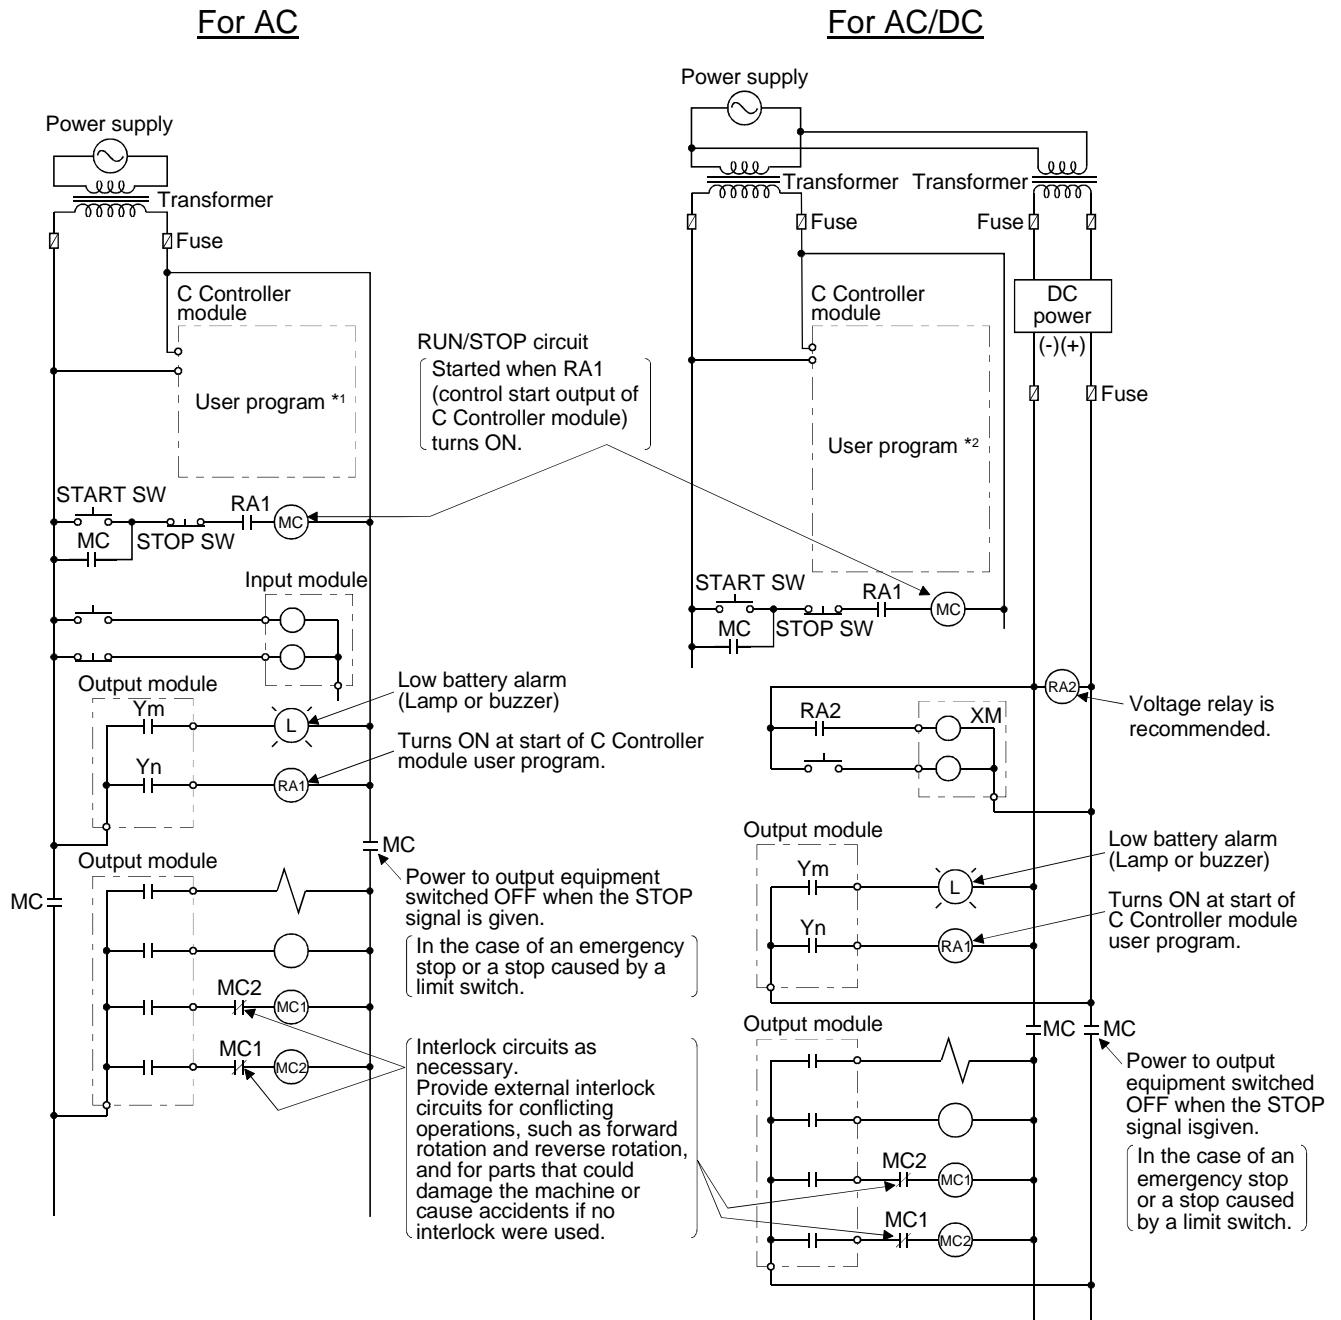 For AC
Power supply
Transformer
Fuse
C Controller
module
User program *1
START SW
MC
STOP SW
RA1
MC
Input module
Output module
Ym
L
Yn
RA1
Output module
MC
MC
MC2
MC1
MC1
MC2
RUN/STOP circuit
Started when RA1
(control start output of
C Controller module)
turns ON.
Low battery alarm
(Lamp or buzzer)
Turns ON at start of C Controller
module user program.
Power to output equipment
switched OFF when the STOP
signal is given.
In the case of an emergency
stop or a stop caused by a
limit switch.
Interlock circuits as
necessary.
Provide external interlock
circuits for conflicting
operations, such as forward
rotation and reverse rotation,
and for parts that could
damage the machine or
cause accidents if no
interlock were used.
For AC/DC
Power supply
Transformer
Transformer
Fuse
Fuse
C Controller
module
DC
power
(-)(+)
Fuse
User program *2
START SW
MC
STOP SW
RA1
MC
RA2
Voltage relay is
recommended.
RA2
XM
Output module
Ym
L
Yn
RA1
Low battery alarm
(Lamp or buzzer)
Turns ON at start of
C Controller module
user program.
Output module
MC
MC
MC2
MC1
MC1
MC2
Power to output
equipment switched
OFF when the STOP
signal isgiven.
In the case of an
emergency stop
or a stop caused
by a limit switch.